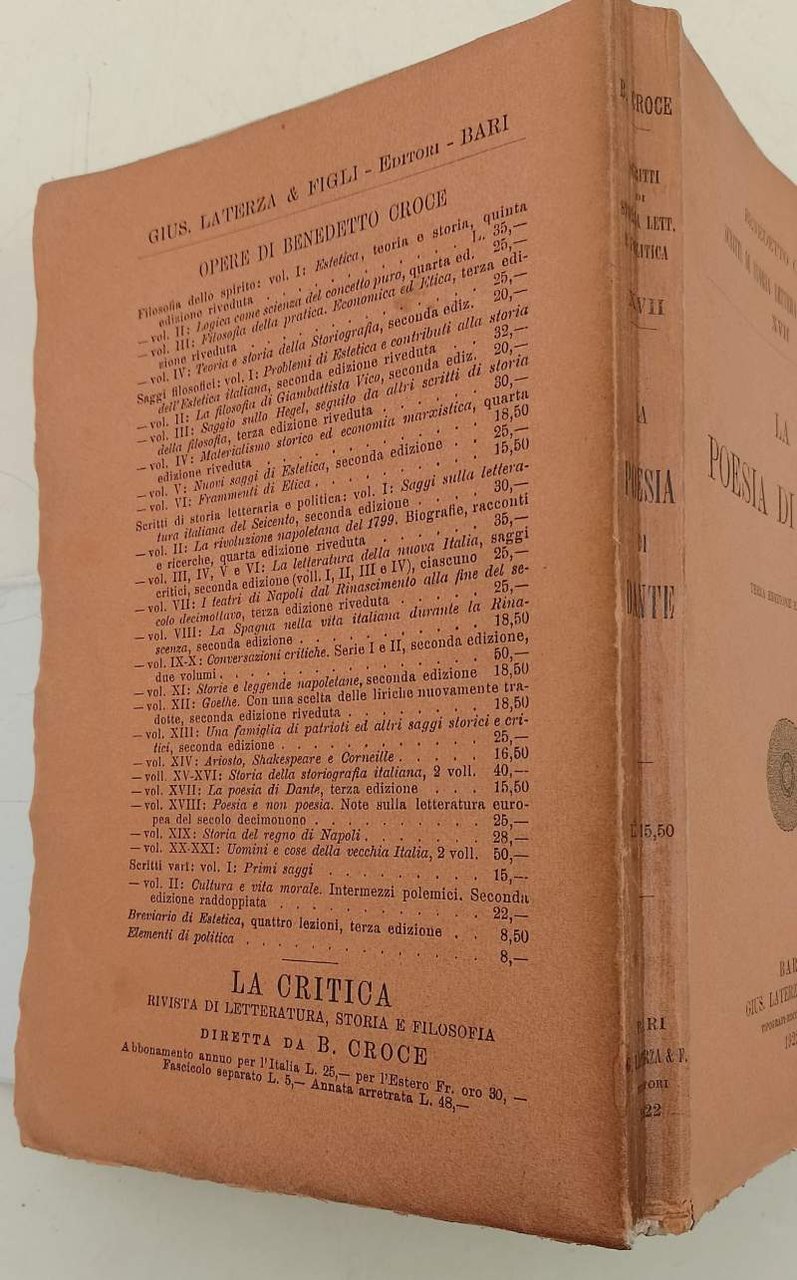 GIUS. LATERZA & FIGLI - EDITORI - BARI
OPERE DI BENEDETTO CROCE
Filosofia dello spirito: vol. I: Estetica, teoria e storia, quinta
edizione riveduta . . . . . . . L. 35,—
— vol. II: Logica come scienza del concetto puro, quarta ed. 25,—
— vol. III: Filosofia della pratica. Economica ed Etica, terza edi-
zione riveduta . . . . . . . 25,—
— vol. IV: Teoria e storia della Storiografia, seconda ediz. 20,—
Saggi filosofici: vol. I: Problemi di Estetica e contributi alla storia
dell'Estetica italiana, seconda edizione riveduta . . 32,—
— vol. II: La filosofia di Giambattista Vico, seconda ediz. 20,—
— vol. III: Saggio sullo Hegel, seguito da altri scritti di storia
della filosofia, terza edizione riveduta . . . . 30,—
— vol. IV: Materialismo storico ed economia marxistica, quarta
edizione riveduta . . . . . . . 18,50
— vol. V: Nuovi saggi di Estetica, seconda edizione . . 25,—
— vol. VI: Frammenti di Etica . . . . . . 15,50
Scritti di storia letteraria e politica: vol. I: Saggi sulla lettera-
tura italiana del Seicento, seconda edizione . . . . 30,—
— vol. II: La rivoluzione napoletana del 1799. Biografie, racconti
e ricerche, quarta edizione riveduta . . . . . 35,—
— vol. III, IV, V e VI: La letteratura della nuova Italia, saggi
critici, seconda edizione (voll. I, II, III e IV), ciascuno 25,—
— vol. VII: I teatri di Napoli dal Rinascimento alla fine del se-
colo decimottavo, terza edizione riveduta . . . . 25,—
— vol. VIII: La Spagna nella vita italiana durante la Rina-
scenza, seconda edizione . . . . . . . 18,50
— vol. IX-X: Conversazioni critiche. Serie I e II, seconda edizione,
due volumi . . . . . . . . . 50,—
— vol. XI: Storie e leggende napoletane, seconda edizione 18,50
— vol. XII: Goethe. Con una scelta delle liriche nuovamente tra-
dotte, seconda edizione riveduta . . . . . . 18,50
— vol. XIII: Una famiglia di patrioti ed altri saggi storici e cri-
tici, seconda edizione . . . . . . . . 25,—
— vol. XIV: Ariosto, Shakespeare e Corneille . . . . . 16,50
— voll. XV-XVI: Storia della storiografia italiana, 2 voll. 40,—
— vol. XVII: La poesia di Dante, terza edizione . . . 15,50
— vol. XVIII: Poesia e non poesia. Note sulla letteratura euro-
pea del secolo decimonono . . . . . . . 25,—
— vol. XIX: Storia del regno di Napoli . . . . . . 28,—
— vol. XX-XXI: Uomini e cose della vecchia Italia, 2 voll. 50,—
Scritti vari: vol. I: Primi saggi . . . . . . . 15,—
— vol. II: Cultura e vita morale. Intermezzi polemici. Seconda
edizione raddoppiata . . . . . . . . 22,—
Breviario di Estetica, quattro lezioni, terza edizione . . 8,50
Elementi di politica . . . . . . . . . 8,—
LA CRITICA
RIVISTA DI LETTERATURA, STORIA E FILOSOFIA
DIRETTA DA B. CROCE
Abbonamento annuo per l'Italia L. 25,— per l'Estero Fr. oro 30,—
Fascicolo separato L. 5,— Annata arretrata L. 48,—
B. CROCE
DI
LETT.
XVII
POESIA
DANTE
15,50
22
BENEDETTO
XVII
LA
POESIA DI
TERZA EDIZIONE
GIUS.